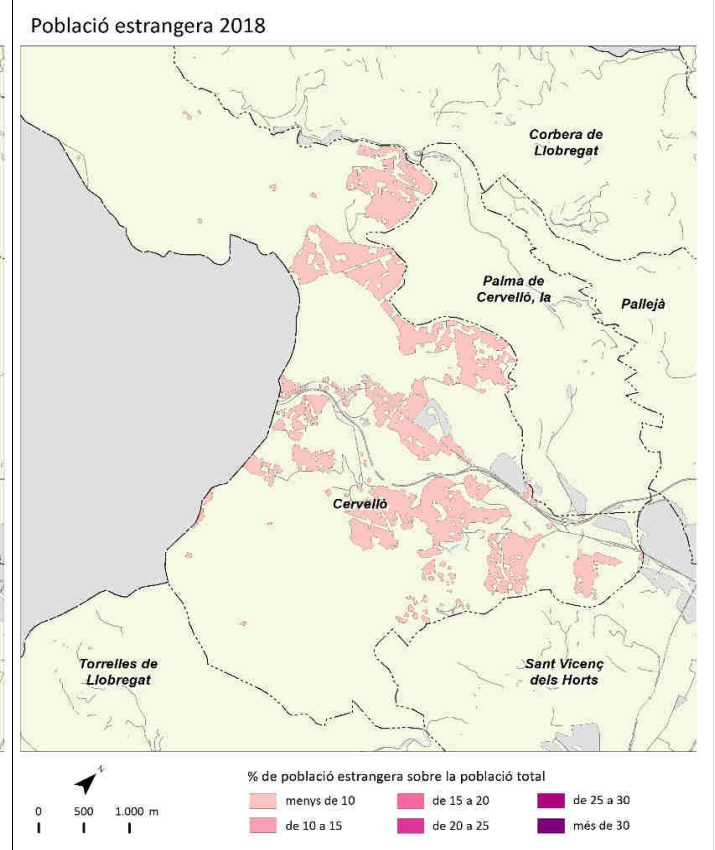 Població estrangera 2018
Corbera de
Llobregat
Palma de
Cervelló, la
Pallejà
Cervelló
Torrelles de
Llobregat
Sant Vicenç
dels Horts
N
0 500 1.000 m
% de població estrangera sobre la població total
menys de 10
de 10 a 15
de 15 a 20
de 20 a 25
de 25 a 30
més de 30